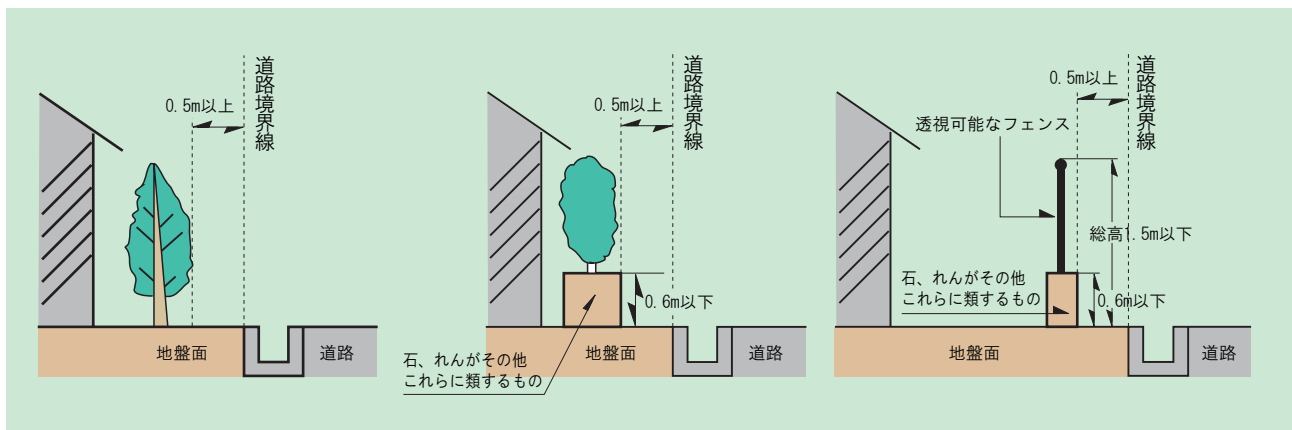 道路境界線
0.5m以上
地盤面
道路
道路境界線
0.5m以上
0.6m以下
石、れんがその他
これらに類するもの
地盤面
道路
道路境界線
0.5m以上
透視可能なフェンス
総高1.5m以下
石、れんがその他
これらに類するもの
0.6m以下
地盤面
道路